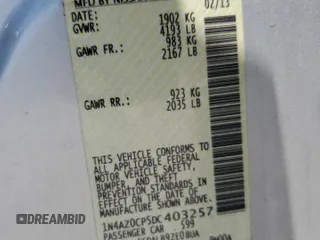 MFD BY NISSAN
DATE: 02/13
GVWR: 1902 KG
4193 LB
GAWR FR.: 983 KG
2167 LB
GAWR RR.: 923 KG
2035 LB
THIS VEHICLE CONFORMS TO
ALL APPLICABLE FEDERAL
MOTOR VEHICLE SAFETY,
BUMPER, AND THEFT
PREVENTION STANDARDS IN
EFFECT ON THE DATE OF
MANUFACTURE SHOWN ABOVE.
1N4AZ0CP5DC403257
PASSENGER CAR 599